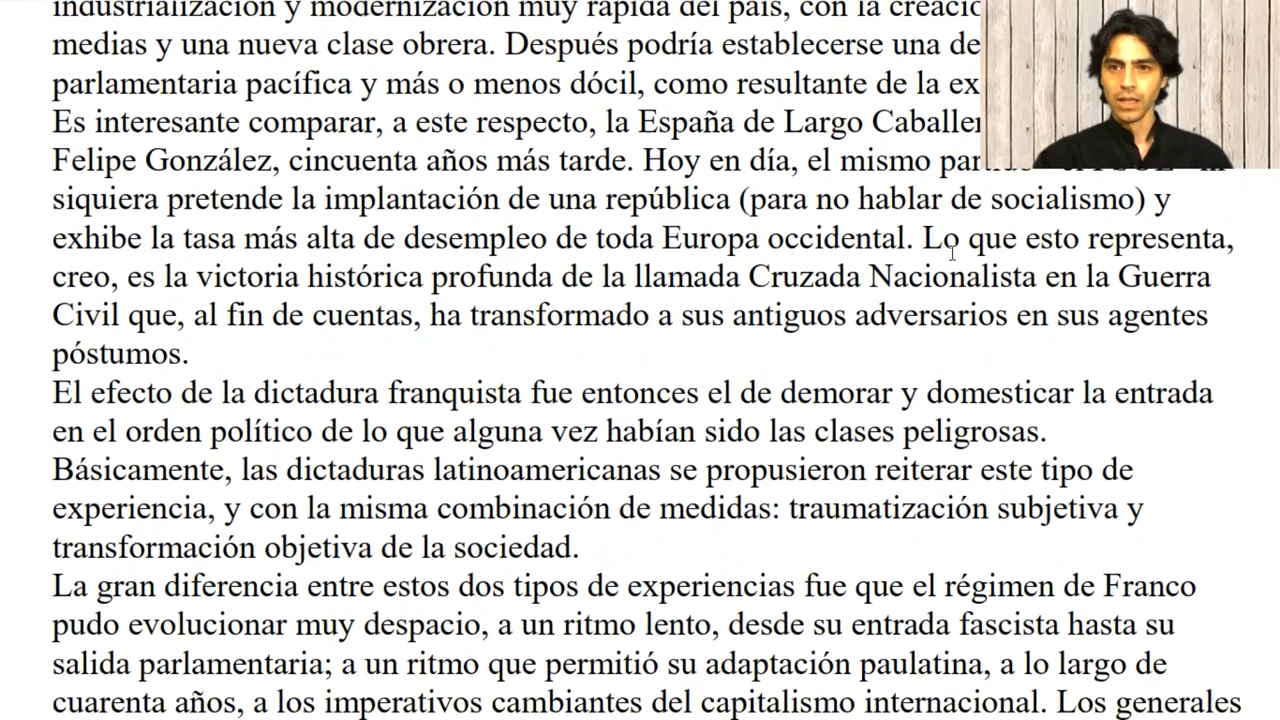 industrialización y modernización muy rápida del país, con la
medias y una nueva clase obrera. Después podría establecerse una
parlamentaria pacífica y más o menos dócil, como resultante de la
Es interesante comparar, a este respecto, la España de Largo
Felipe González, cincuenta años más tarde. Hoy en día, el mismo
siquiera pretende la implantación de una república (para no hablar de socialismo) y
exhibe la tasa más alta de desempleo de toda Europa occidental. Lo que esto representa,
creo, es la victoria histórica profunda de la llamada Cruzada Nacionalista en la Guerra
Civil que, al fin de cuentas, ha transformado a sus antiguos adversarios en sus agentes
póstumos.
El efecto de la dictadura franquista fue entonces el de demorar y domesticar la entrada
en el orden político de lo que alguna vez habían sido las clases peligrosas.
Básicamente, las dictaduras latinoamericanas se propusieron reiterar este tipo de
experiencia, y con la misma combinación de medidas: traumatización subjetiva y
transformación objetiva de la sociedad.
La gran diferencia entre estos dos tipos de experiencias fue que el régimen de Franco
pudo evolucionar muy despacio, a un ritmo lento, desde su entrada fascista hasta su
salida parlamentaria; a un ritmo que permitió su adaptación paulatina, a lo largo de
cuarenta años, a los imperativos cambiantes del capitalismo internacional. Los generales